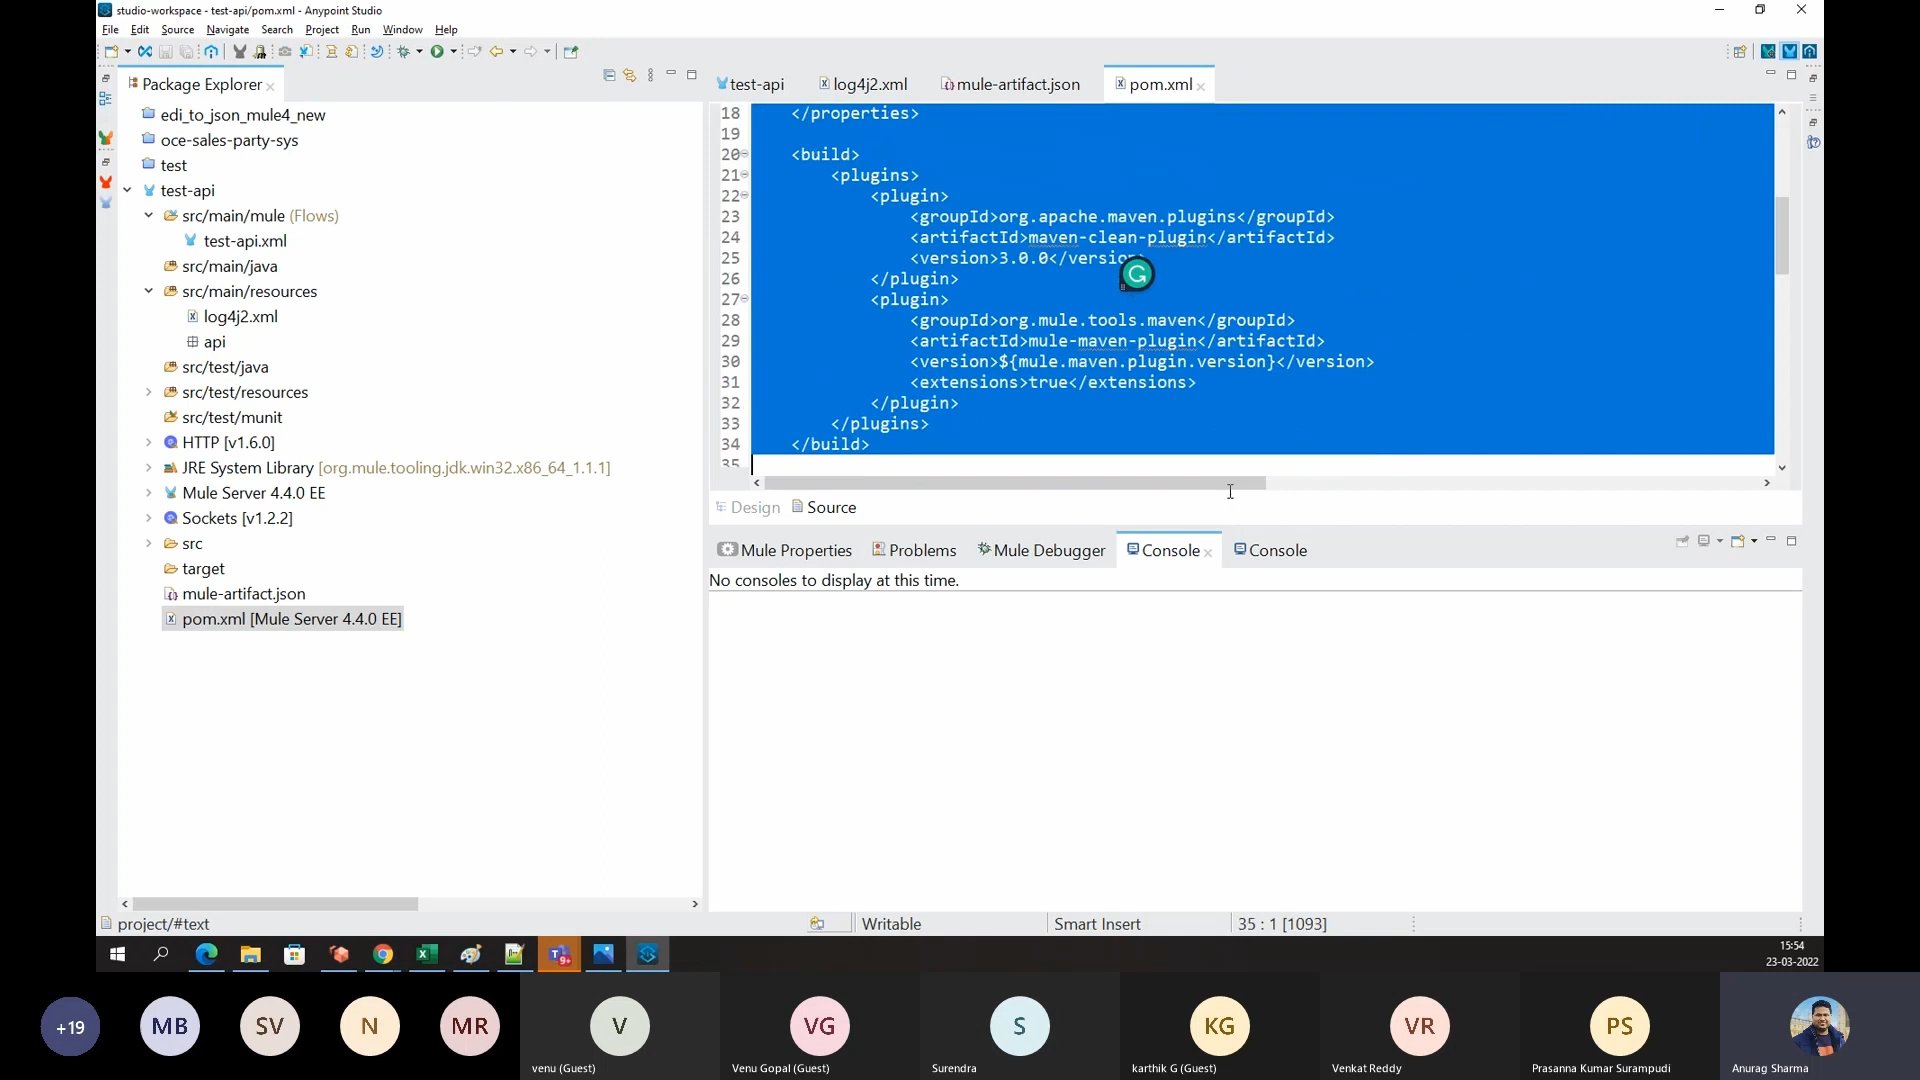 studio-workspace - test-api/pom.xml - Anypoint Studio
File Edit Source Navigate Search Project Run Window Help
Package Explorer
edi_to_json_mule4_new
oce-sales-party-sys
test
test-api
src/main/mule (Flows)
test-api.xml
src/main/java
src/main/resources
log4j2.xml
api
src/test/java
src/test/resources
src/test/munit
HTTP [v1.6.0]
JRE System Library [org.mule.tooling.jdk.win32.x86_64_1.1.1]
Mule Server 4.4.0 EE
Sockets [v1.2.2]
src
target
mule-artifact.json
pom.xml [Mule Server 4.4.0 EE]
test-api log4j2.xml mule-artifact.json pom.xml
18 </properties>
19
20 <build>
21 <plugins>
22 <plugin>
23 <groupId>org.apache.maven.plugins</groupId>
24 <artifactId>maven-clean-plugin</artifactId>
25 <version>3.0.0</version>
26 </plugin>
27 <plugin>
28 <groupId>org.mule.tools.maven</groupId>
29 <artifactId>mule-maven-plugin</artifactId>
30 <version>${mule.maven.plugin.version}</version>
31 <extensions>true</extensions>
32 </plugin>
33 </plugins>
34 </build>
35
Design Source
Mule Properties Problems Mule Debugger Console Console
No consoles to display at this time.
project/#text Writable Smart Insert 35 : 1 [1093]
15:54
23-03-2022
+19 MB SV N MR V VG S KG VR PS
venu (Guest) Venu Gopal (Guest) Surendra karthik G (Guest) Venkat Reddy Prasanna Kumar Surampudi Anurag Sharma